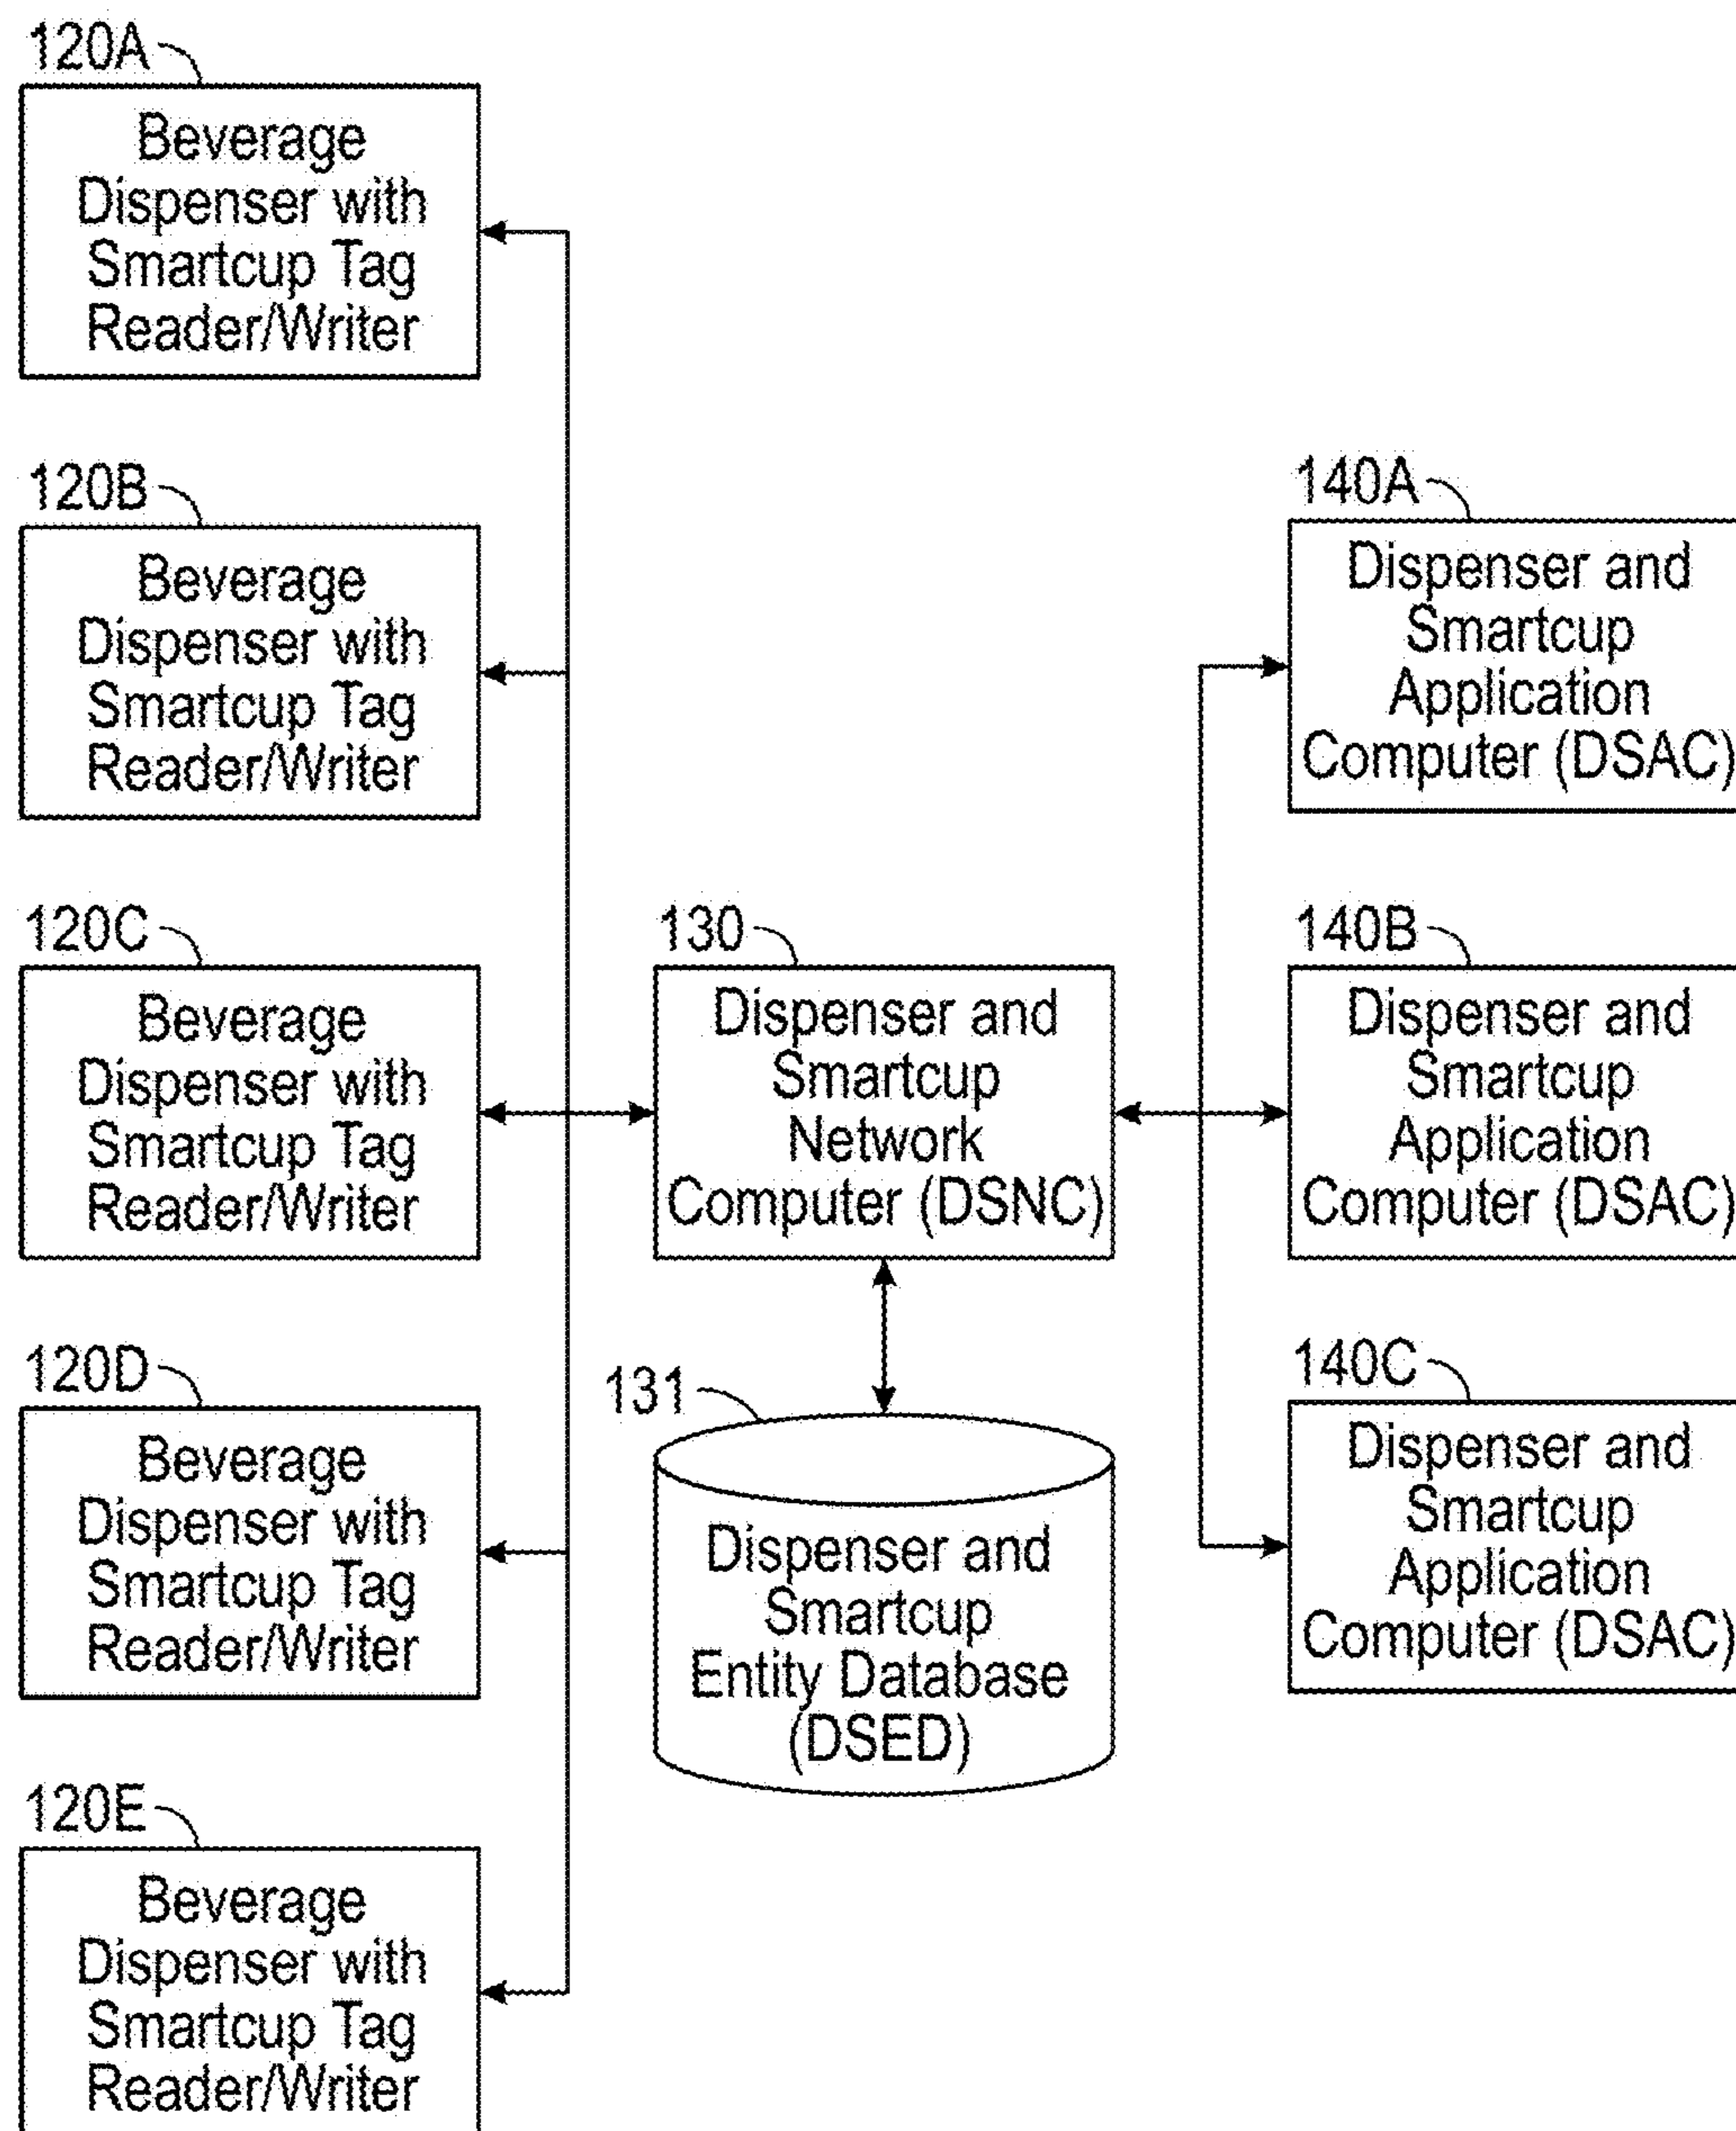 120A
Beverage
Dispenser with
Smartcup Tag
Reader/Writer
120B
Beverage
Dispenser with
Smartcup Tag
Reader/Writer
120C
Beverage
Dispenser with
Smartcup Tag
Reader/Writer
120D
Beverage
Dispenser with
Smartcup Tag
Reader/Writer
120E
Beverage
Dispenser with
Smartcup Tag
Reader/Writer
130
Dispenser and
Smartcup
Network
Computer (DSNC)
131
Dispenser and
Smartcup
Entity Database
(DSED)
140A
Dispenser and
Smartcup
Application
Computer (DSAC)
140B
Dispenser and
Smartcup
Application
Computer (DSAC)
140C
Dispenser and
Smartcup
Application
Computer (DSAC)